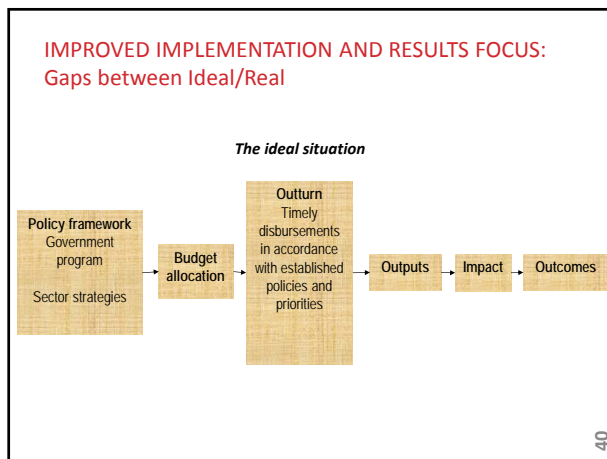 IMPROVED IMPLEMENTATION AND RESULTS FOCUS:
Gaps between Ideal/Real
The ideal situation
Policy framework
Government
program
Sector strategies
Budget
allocation
Outturn
Timely
disbursements
in accordance
with established
policies and
priorities
Outputs
Impact
Outcomes
40